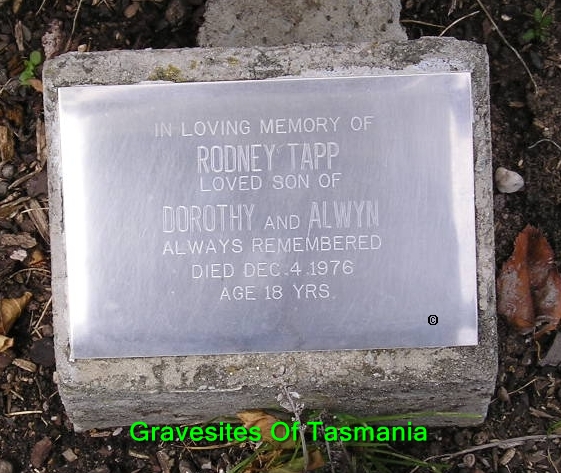 IN LOVING MEMORY OF
RODNEY TAPP
LOVED SON OF
DOROTHY AND ALWYN
ALWAYS REMEMBERED
DIED DEC.4.1976
AGE 18 YRS.
©
Gravesites Of Tasmania